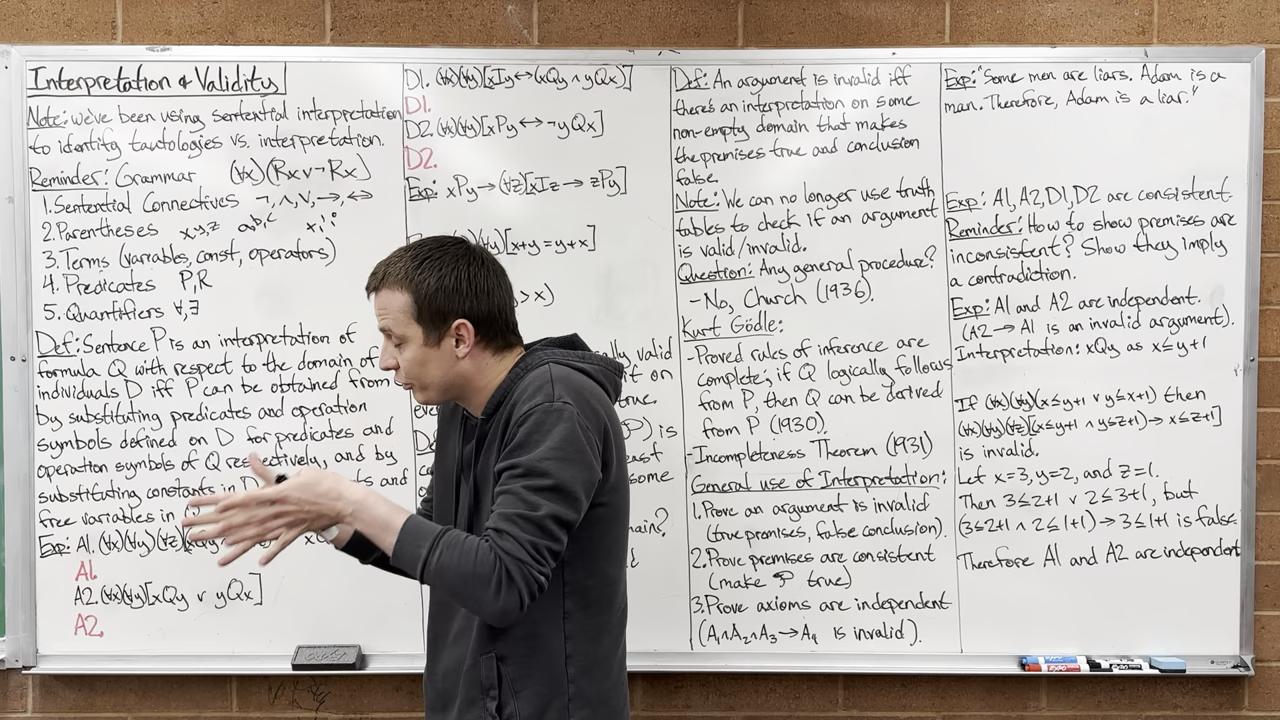 Interpretation & Validity
Note: we've been using sentential interpretation
to identify tautologies vs. interpretation.
Reminder: Grammar (∀x)(Rx ∨ ¬Rx)
1. Sentential Connectives ¬, ∧, ∨, →, ↔
2. Parentheses x,y,z a,b,c
3. Terms (variables, const, operators)
4. Predicates P,R
5. Quantifiers ∀,∃
Def: Sentence P is an interpretation of
formula Q with respect to the domain of
individuals D iff P can be obtained from
by substituting predicates and operation
symbols defined on D for predicates and
operation symbols of Q respectively, and by
substituting constants in D and
free variables in
Exp: A1. (∀x)(∀y)(∀z)
A1.
A2. (∀x)(∀y)[xQy ∨ yQx]
A2.
D1. (∀x)(∀y)[xIy ↔ (xQy ∧ yQx)]
D1.
D2. (∀x)(∀y)[xPy ↔ ¬yQx]
D2.
Exp: xPy → (∀z)[xIz → zPy]
[x+y = y+x]
> x)
valid
on
true.
is
some
Def: An argument is invalid iff
there's an interpretation on some
non-empty domain that makes
the premises true and conclusion
false.
Note: We can no longer use truth
tables to check if an argument
is valid/invalid.
Question: Any general procedure?
-No, Church (1936).
Kurt Gödle:
-Proved rules of inference are
complete; if Q logically follows
from P, then Q can be derived
from P (1930).
-Incompleteness Theorem (1931)
General use of Interpretation:
1. Prove an argument is invalid
(true premises, false conclusion).
2. Prove premises are consistent
(make 𝒫 true)
3. Prove axioms are independent
(A₁∧A₂∧A₃→A₄ is invalid).
Exp: "Some men are liars. Adam is a
man. Therefore, Adam is a liar."
Exp: A1, A2, D1, D2 are consistent.
Reminder: How to show premises are
inconsistent? Show they imply
a contradiction.
Exp: A1 and A2 are independent.
(A2 → A1 is an invalid argument).
Interpretation: xQy as x ≤ y+1
If (∀x)(∀y)(x≤y+1 ∨ y≤x+1) then
(∀x)(∀y)(∀z)[(x≤y+1 ∧ y≤z+1) → x≤z+1]
is invalid.
Let x=3, y=2, and z=1.
Then 3≤2+1 ∨ 2≤3+1, but
(3≤2+1 ∧ 2≤1+1) → 3≤1+1 is false
Therefore A1 and A2 are independent